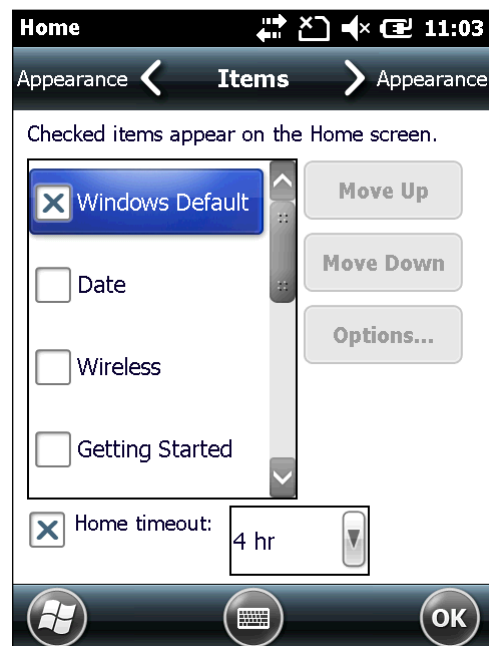 Home 11:03
Appearance Items Appearance
Checked items appear on the Home screen.
Windows Default
Move Up
Date
Move Down
Wireless
Options...
Getting Started
Home timeout: 4 hr
OK